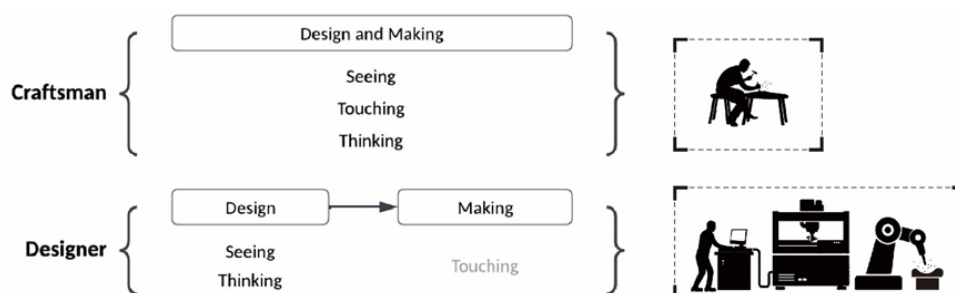 Design and Making
Craftsman
Seeing
Touching
Thinking
Design
Making
Designer
Seeing
Thinking
Touching